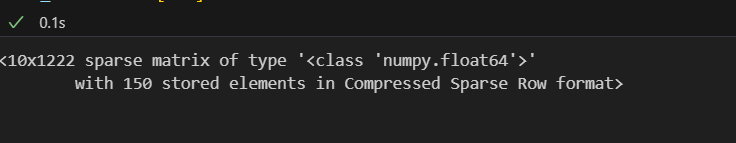 0.1s
<10x1222 sparse matrix of type '<class 'numpy.float64'>'
with 150 stored elements in Compressed Sparse Row format>